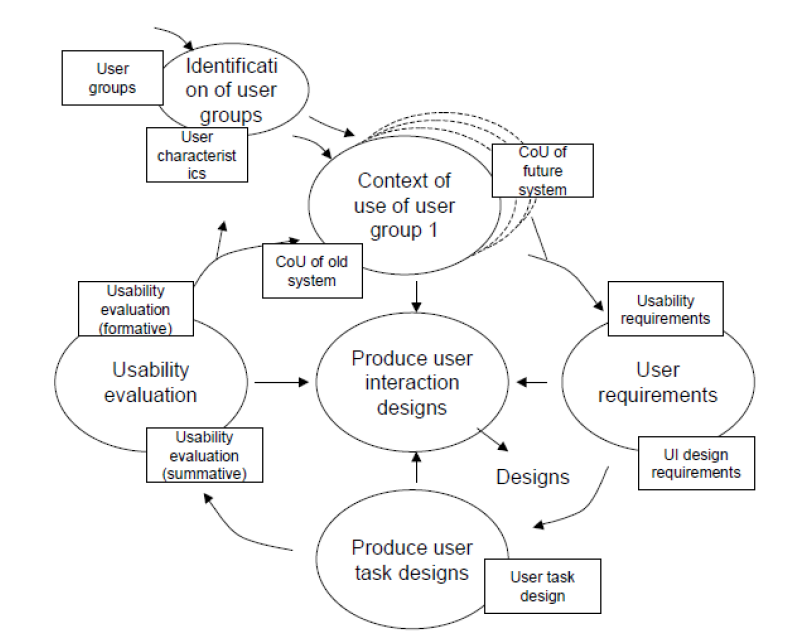 User
groups
Identificati
on of user
groups
User
characterist
ics
CoU of
future
system
Context of
use of user
group 1
CoU of old
system
Usability
evaluation
(formative)
Usability
requirements
Usability
evaluation
Produce user
interaction
designs
User
requirements
Usability
evaluation
(summative)
UI design
requirements
Designs
Produce user
task designs
User task
design